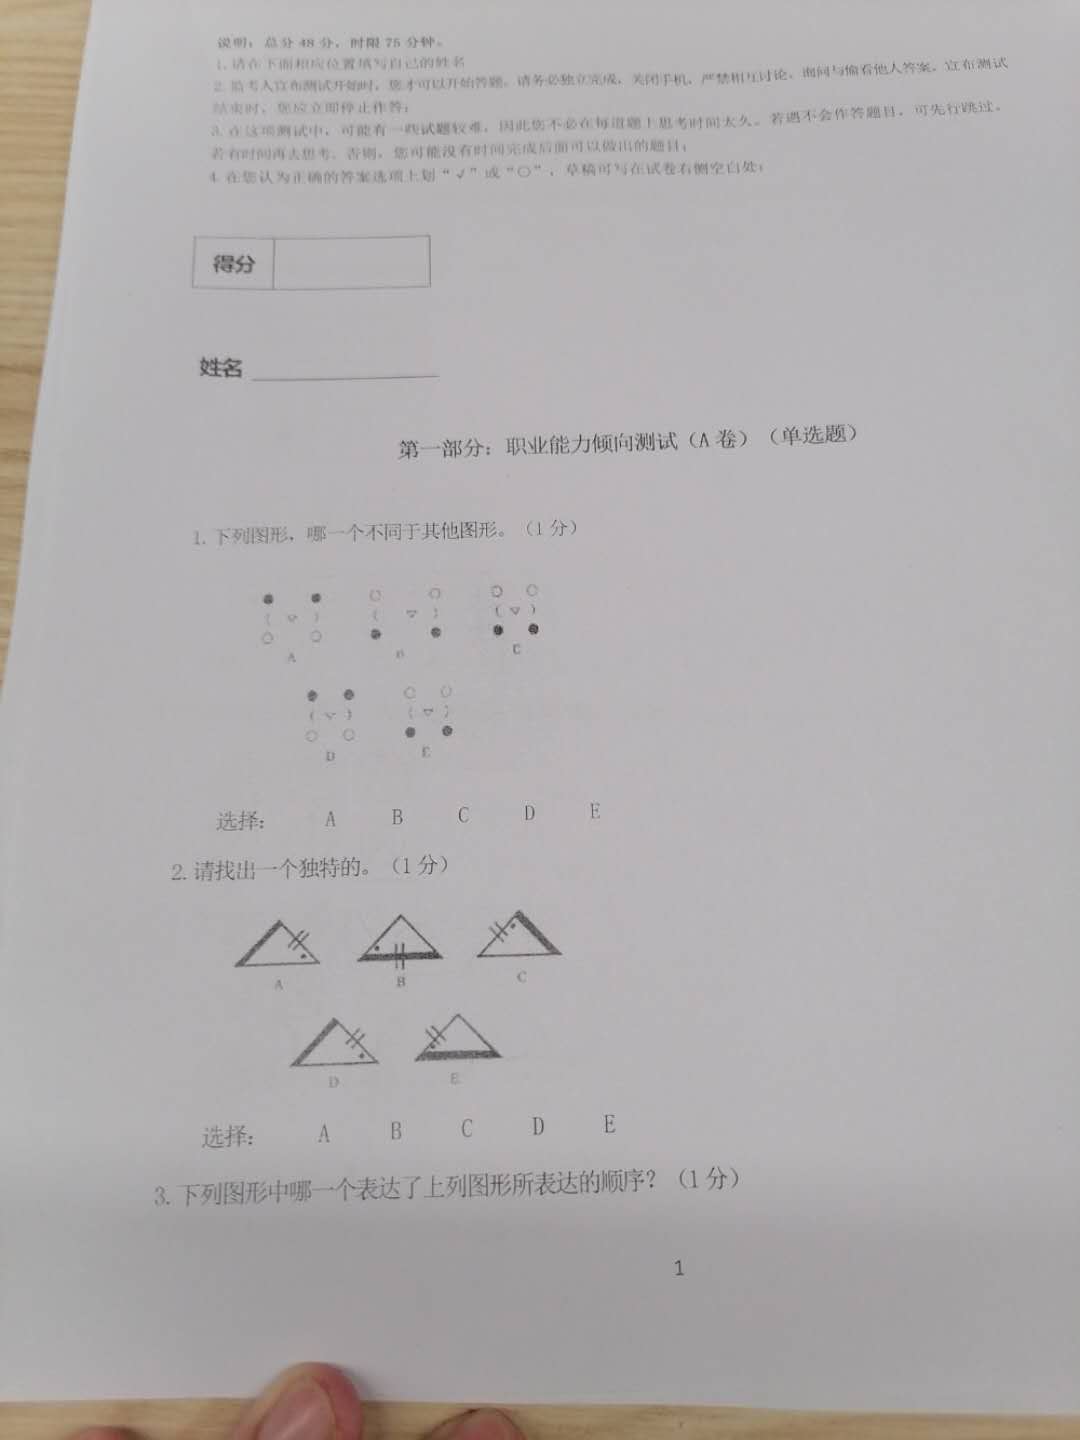 说明：总分 48 分，时限 75 分钟。
1. 请在下面相应位置填写自己的姓名
2. 监考人宣布测试开始时，您才可以开始答题。请务必独立完成，关闭手机，严禁相互讨论、询问与偷看他人答案。宣布测试
结束时，您应立即停止作答；
3. 在这项测试中，可能有一些试题较难，因此您不必在每道题上思考时间太久。若遇不会作答题目，可先行跳过。
若有时间再去思考。否则，您可能没有时间完成后面可以做出的题目；
4. 在您认为正确的答案选项上划“√”或“○”，草稿可写在试卷右侧空白处；
得分
姓名
第一部分：职业能力倾向测试（A 卷）（单选题）
1. 下列图形，哪一个不同于其他图形。（1 分）
A B C
D E
选择： A B C D E
2. 请找出一个独特的。（1 分）
A B C
D E
选择： A B C D E
3. 下列图形中哪一个表达了上列图形所表达的顺序？（1 分）
1